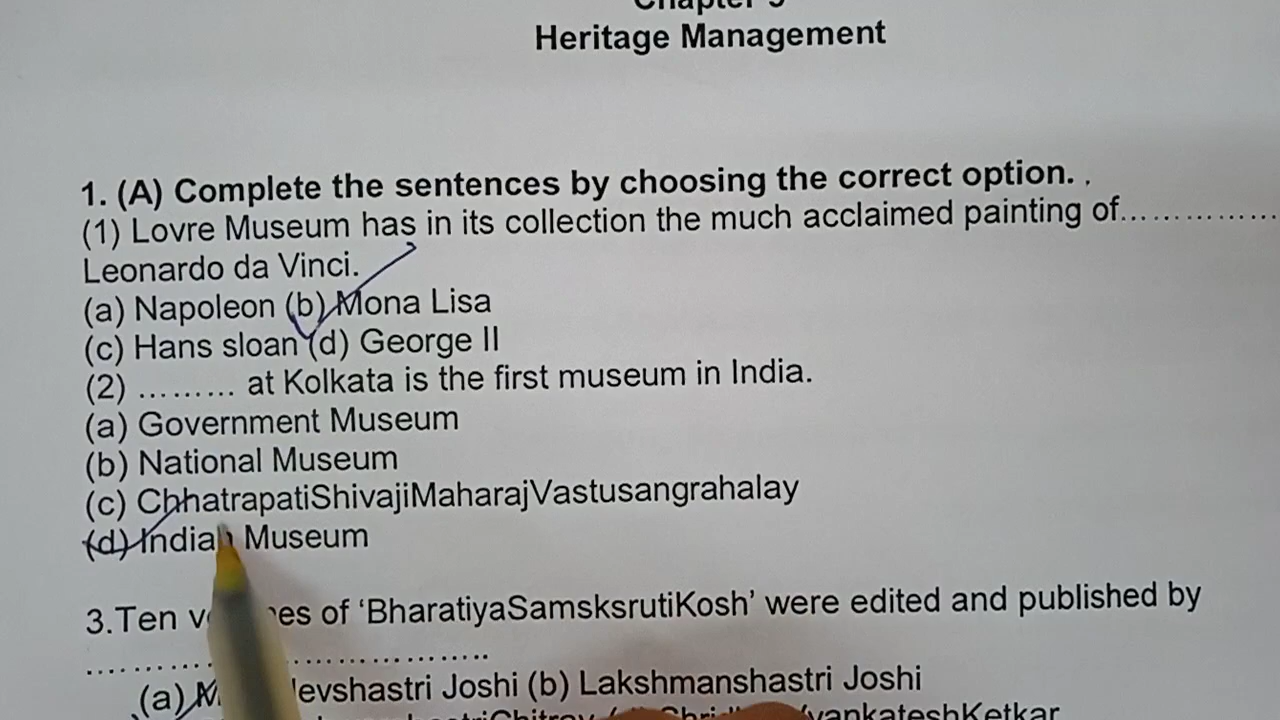 Chapter 9
Heritage Management
1. (A) Complete the sentences by choosing the correct option. .
(1) Lovre Museum has in its collection the much acclaimed painting of...............
Leonardo da Vinci.
(a) Napoleon (b) Mona Lisa
(c) Hans sloan (d) George II
(2) ......... at Kolkata is the first museum in India.
(a) Government Museum
(b) National Museum
(c) ChhatrapatiShivajiMaharajVastusangrahalay
(d) Indian Museum
3.Ten of ‘BharatiyaSamsksrutiKosh’ were edited and published by
..................................
(a) Joshi (b) Lakshmanshastri Joshi